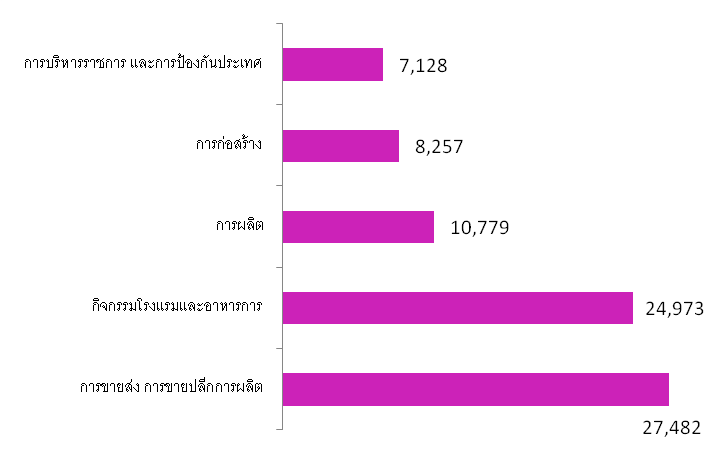 การบริหารราชการ และการป้องกันประเทศ 7,128
การก่อสร้าง 8,257
การผลิต 10,779
กิจกรรมโรงแรมและอาหารการ 24,973
การขายส่ง การขายปลีกการผลิต
27,482